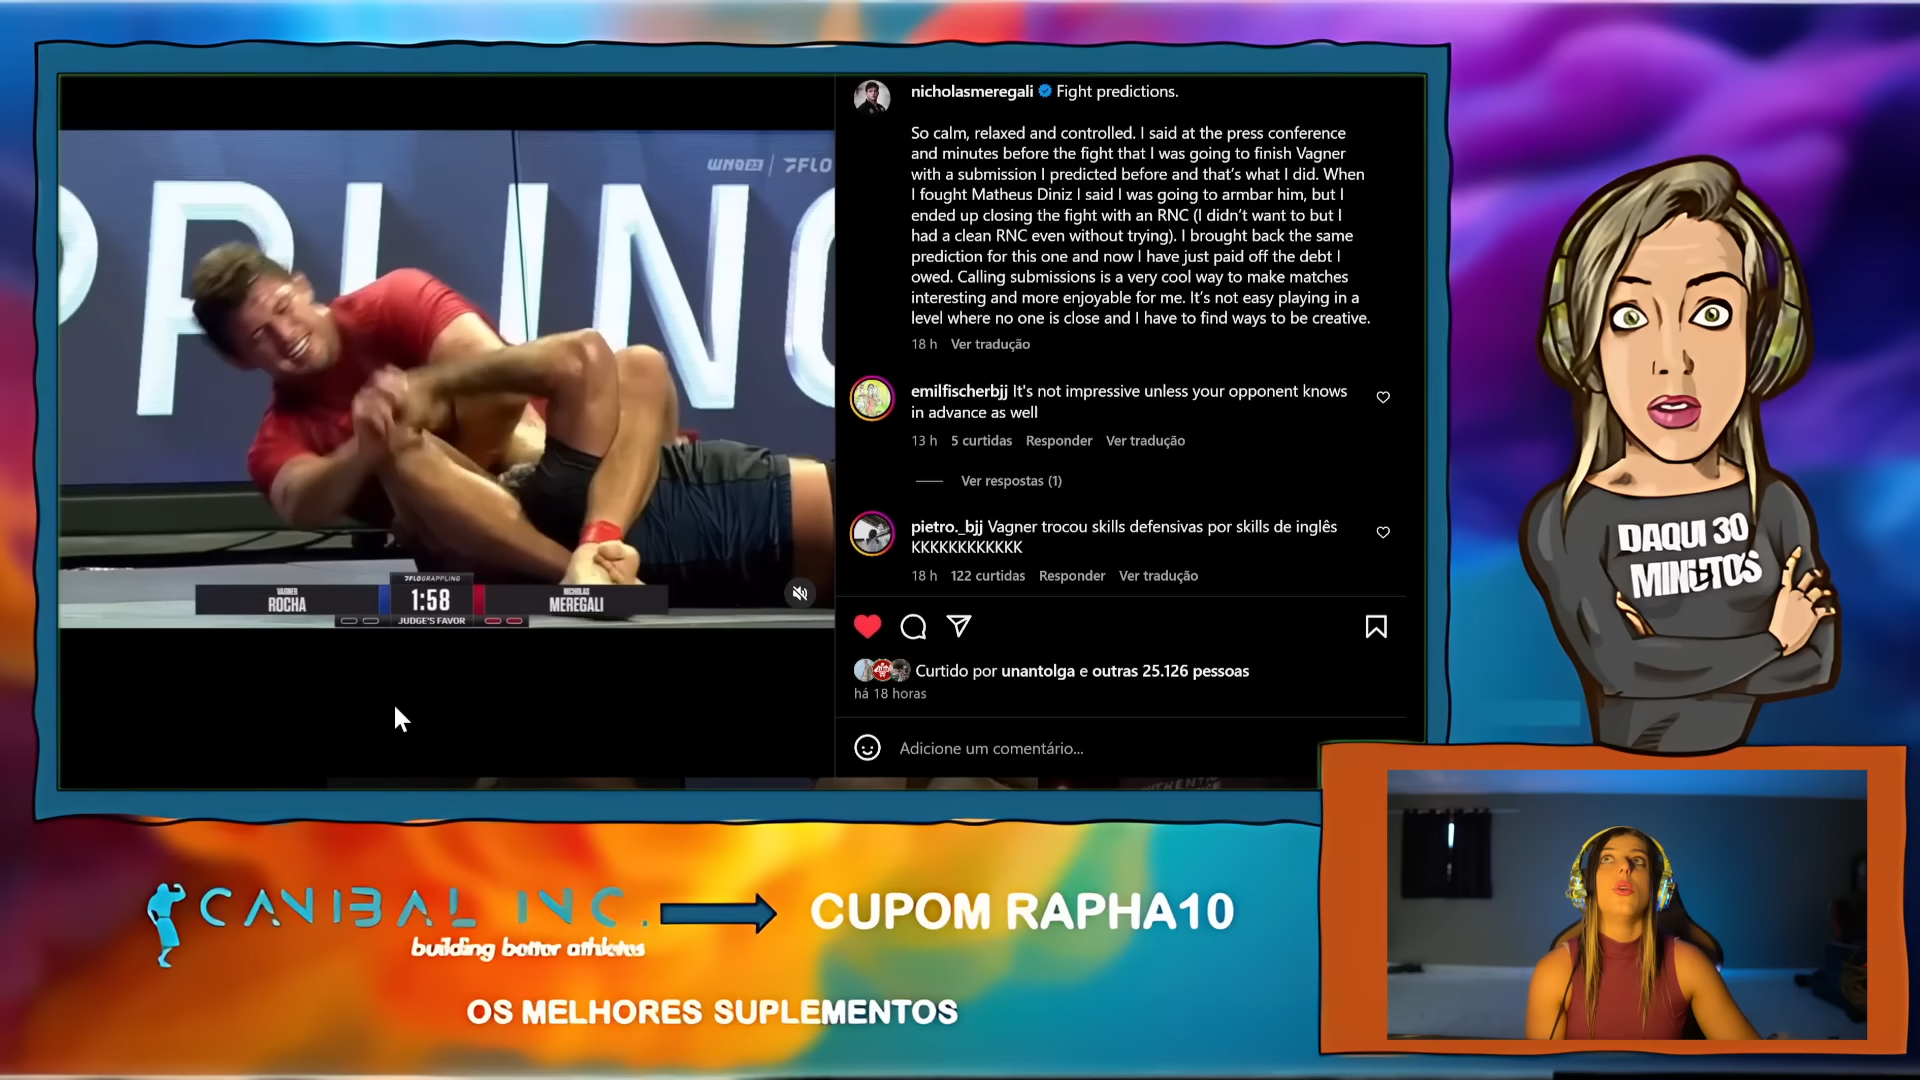 PPLING
WNO 23 | FLO
FLOGRAPPLING
VAGNER
ROCHA
1:58
NICHOLAS
MEREGALI
JUDGE'S FAVOR
nicholasmeregali Fight predictions.
So calm, relaxed and controlled. I said at the press conference
and minutes before the fight that I was going to finish Vagner
with a submission I predicted before and that’s what I did. When
I fought Matheus Diniz I said I was going to armbar him, but I
ended up closing the fight with an RNC (I didn’t want to but I
had a clean RNC even without trying). I brought back the same
prediction for this one and now I have just paid off the debt I
owed. Calling submissions is a very cool way to make matches
interesting and more enjoyable for me. It’s not easy playing in a
level where no one is close and I have to find ways to be creative.
18 h Ver tradução
emilfischerbjj It's not impressive unless your opponent knows
in advance as well
13 h 5 curtidas Responder Ver tradução
Ver respostas (1)
pietro._bjj Vagner trocou skills defensivas por skills de inglês
KKKKKKKKKKKK
18 h 122 curtidas Responder Ver tradução
Curtido por unantolga e outras 25.126 pessoas
há 18 horas
Adicione um comentário...
DAQUI 30
MINUTOS
CANIBAL INC.
building better athletes
CUPOM RAPHA10
OS MELHORES SUPLEMENTOS